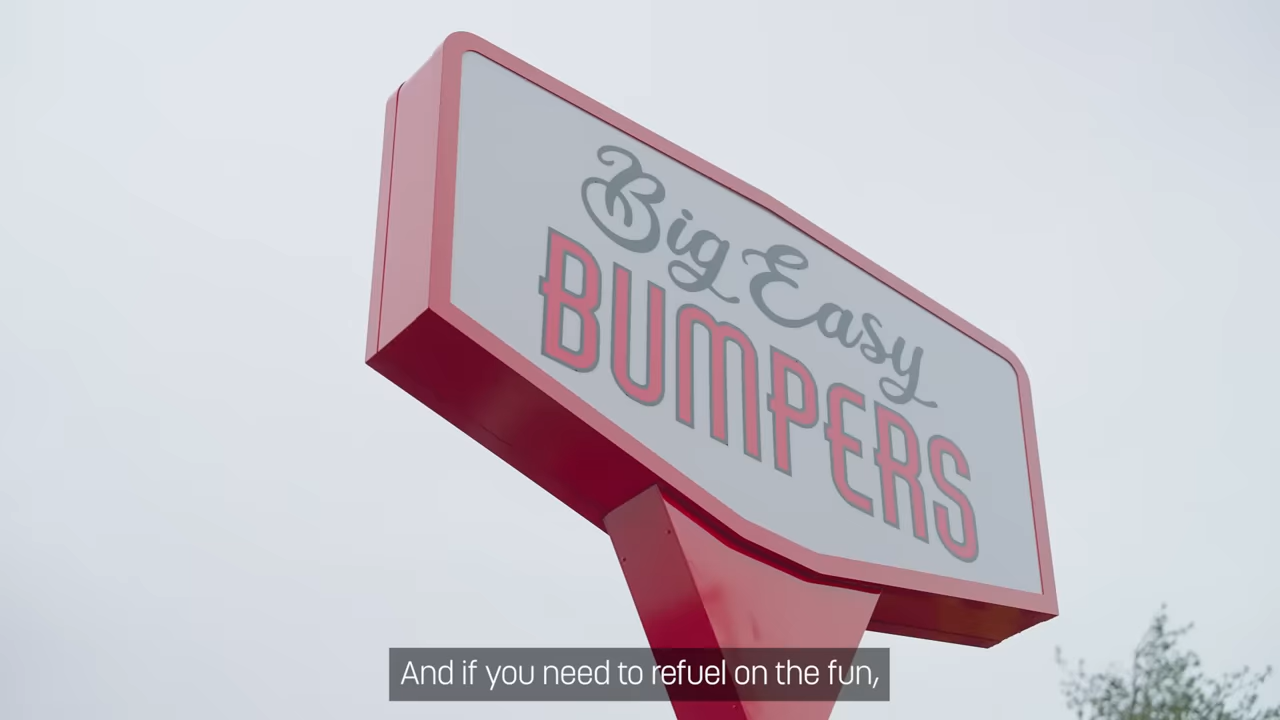 Big Easy
BUMPERS
And if you need to refuel on the fun,